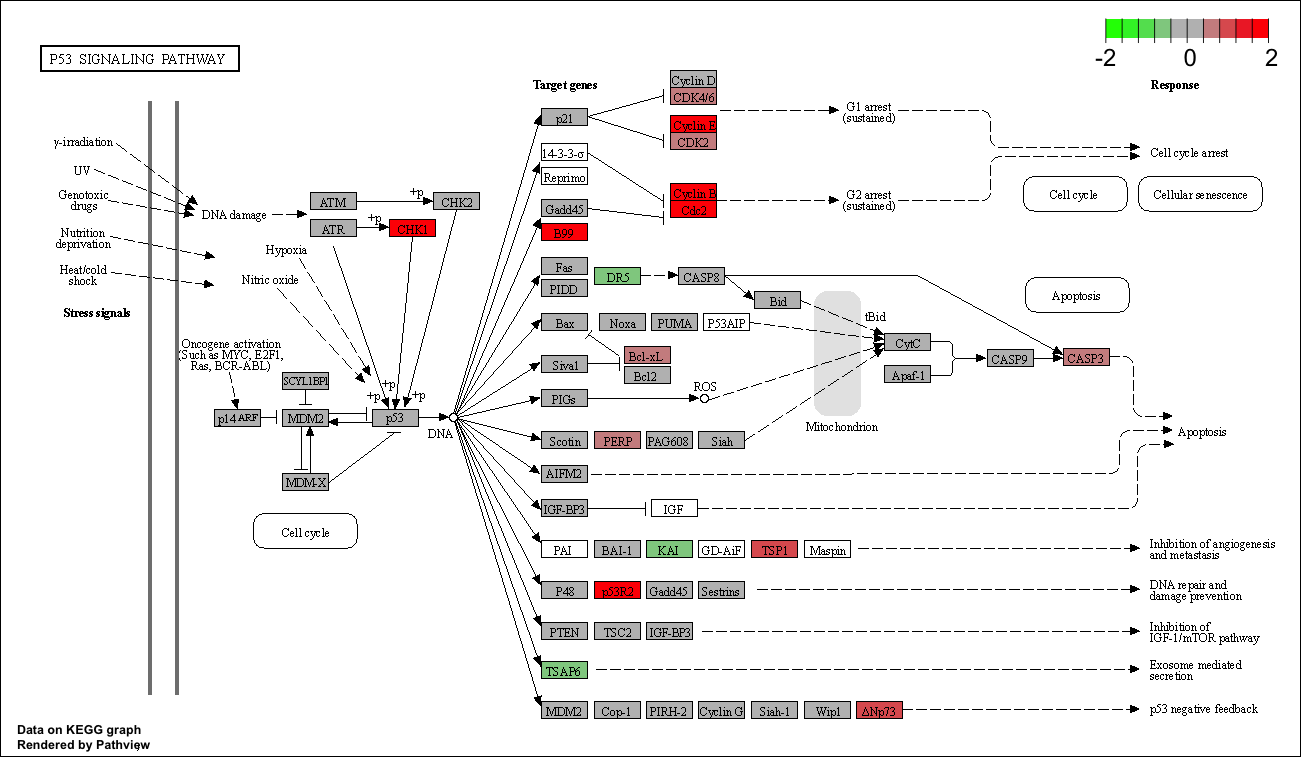 P53 SIGNALING PATHWAY
-2 0 2
Target genes
Response
Cyclin D
CDK4/6
p21
G1 arrest
(sustained)
Cyclin E
CDK2
γ-irradiation
14-3-3-σ
Cell cycle arrest
UV
Reprimo
Genotoxic
drugs
ATM
+p
CHK2
Cyclin B
Cdc2
G2 arrest
(sustained)
Cell cycle
Cellular senescence
DNA damage
Gadd45
ATR
+p
CHK1
B99
Nutrition
deprivation
Hypoxia
Fas
DR5
CASP8
Heat/cold
shock
Nitric oxide
PIDD
Bid
Apoptosis
Stress signals
Bax
Noxa
PUMA
P53AIP
tBid
CytC
Oncogene activation
(Such as MYC, E2F1,
Ras, BCR-ABL)
Bcl-xL
Siva1
Bcl2
CASP9
CASP3
Apaf-1
SCYL1BP1
+p
+p
+p
PIGs
ROS
p14ARF
MDM2
p53
DNA
Mitochondrion
Apoptosis
Scotin
PERP
PAG608
Siah
AIFM2
MDM-X
IGF-BP3
IGF
Cell cycle
PAI
BAI-1
KAI
GD-AiF
TSP1
Maspin
Inhibition of angiogenesis
and metastasis
P48
p53R2
Gadd45
Sestrins
DNA repair and
damage prevention
PTEN
TSC2
IGF-BP3
Inhibition of
IGF-1/mTOR pathway
TSAP6
Exosome mediated
secretion
MDM2
Cop-1
PIRH-2
Cyclin G
Siah-1
Wip1
ΔNp73
p53 negative feedback
Data on KEGG graph
Rendered by Pathview